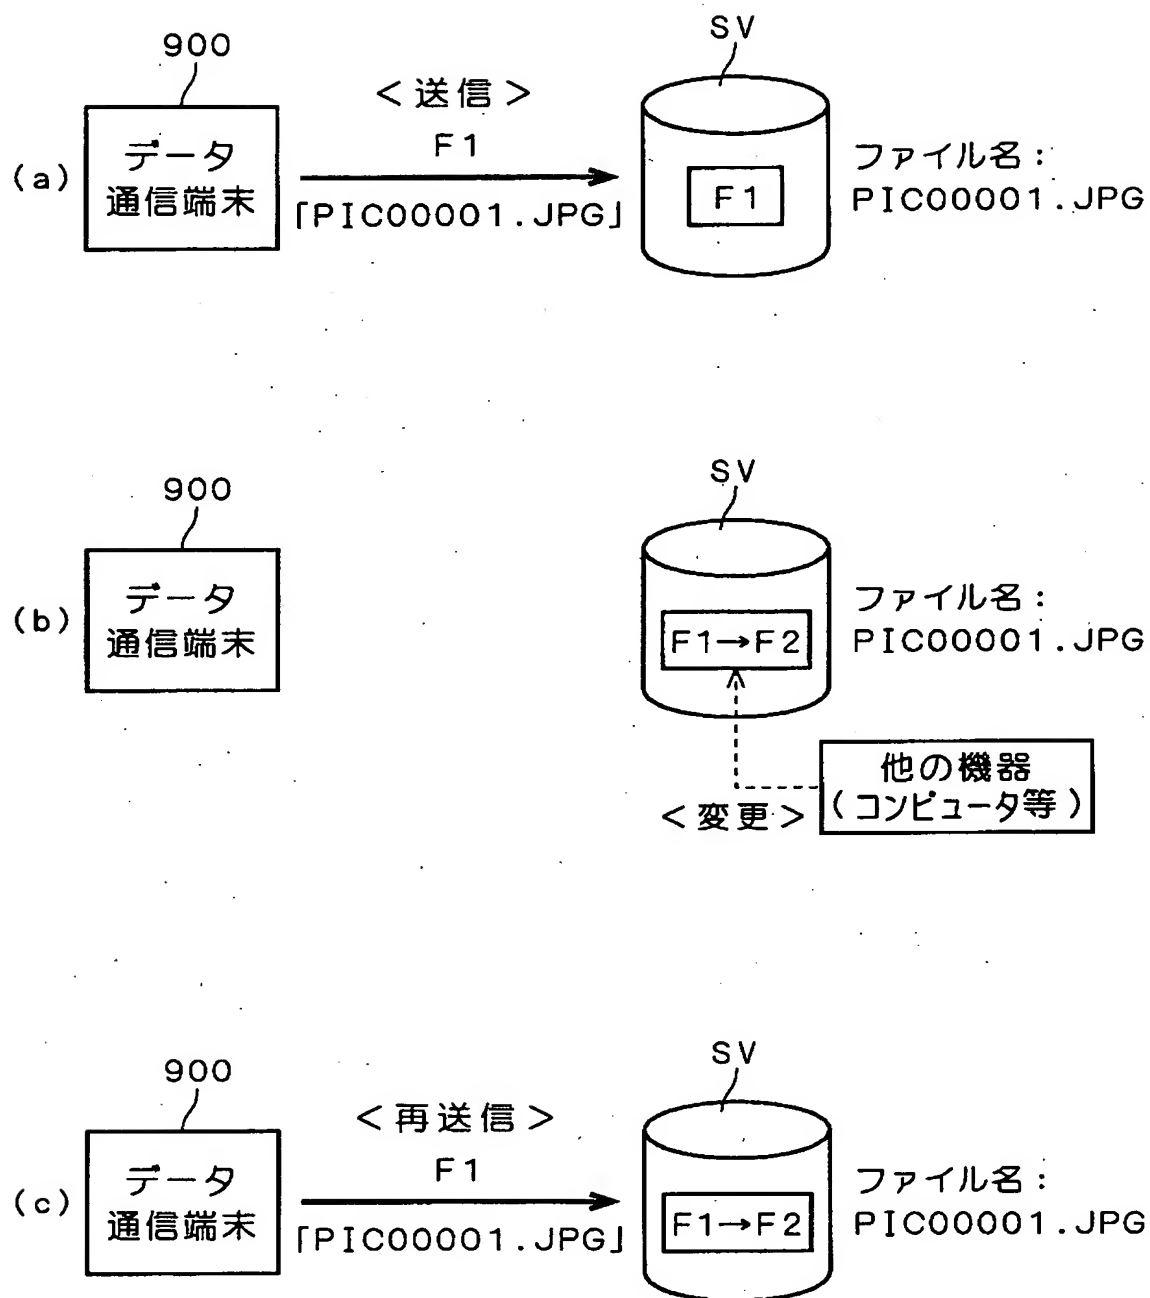 900
SV
<送信>
F1
(a)
データ
通信端末
「PIC00001.JPG」
F1
ファイル名:
PIC00001.JPG
900
SV
(b)
データ
通信端末
F1→F2
ファイル名:
PIC00001.JPG
<変更>
他の機器
(コンピュータ等)
900
SV
<再送信>
F1
(c)
データ
通信端末
「PIC00001.JPG」
F1→F2
ファイル名:
PIC00001.JPG